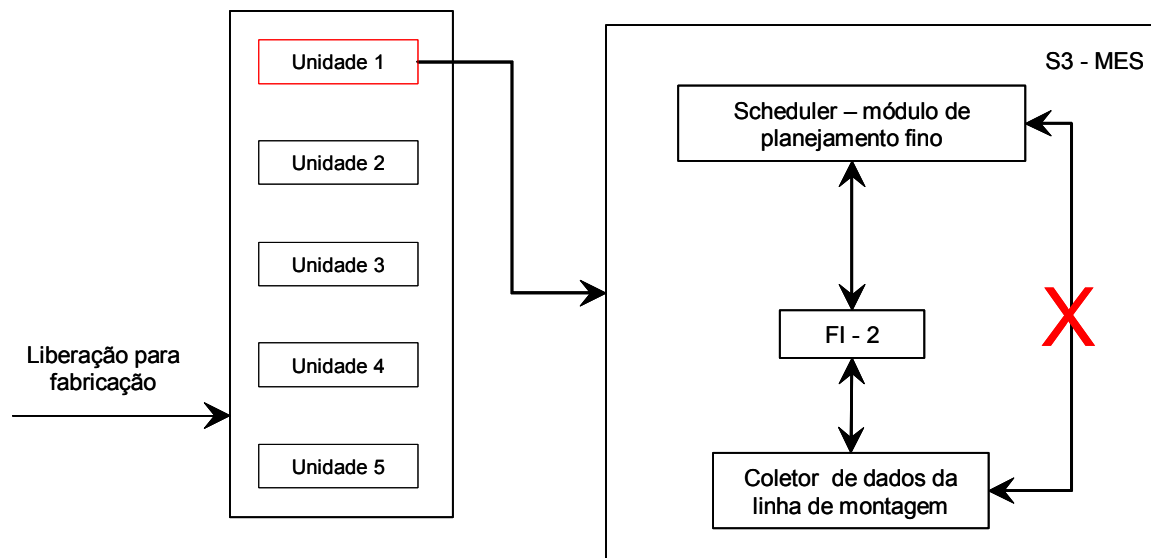 Unidade 1
Unidade 2
Unidade 3
Unidade 4
Unidade 5
Liberação para
fabricação
S3 - MES
Scheduler – módulo de
planejamento fino
FI - 2
Coletor de dados da
linha de montagem
X